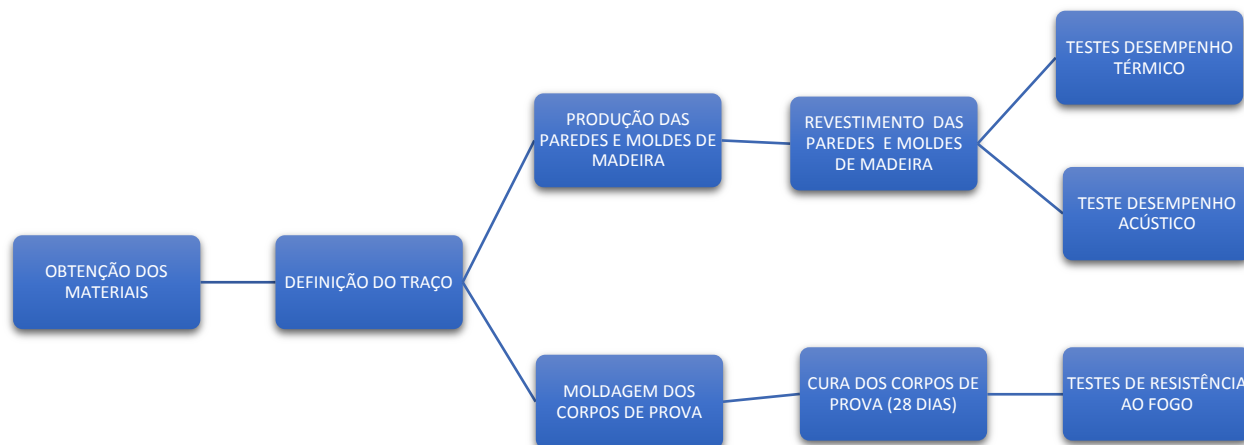 OBTENÇÃO DOS
MATERIAIS
DEFINIÇÃO DO TRAÇO
PRODUÇÃO DAS
PAREDES E MOLDES DE
MADEIRA
REVESTIMENTO DAS
PAREDES E MOLDES
DE MADEIRA
TESTES DESEMPENHO
TÉRMICO
TESTE DESEMPENHO
ACÚSTICO
MOLDAGEM DOS
CORPOS DE PROVA
CURA DOS CORPOS DE
PROVA (28 DIAS)
TESTES DE RESISTÊNCIA
AO FOGO